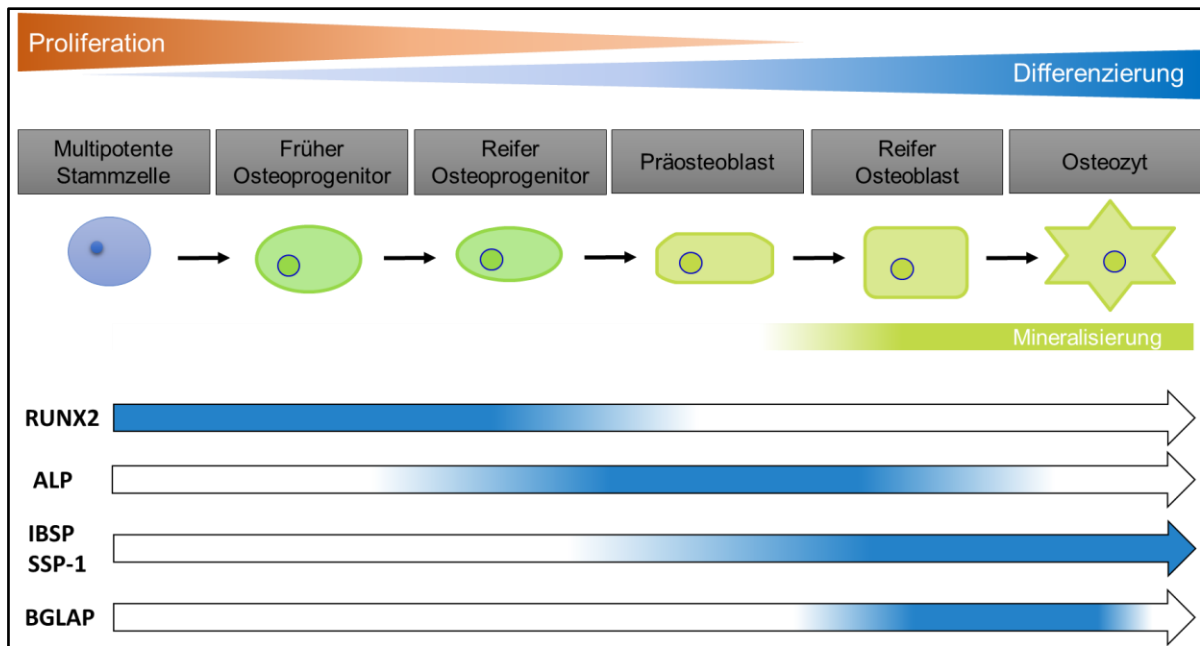 Proliferation
Differenzierung
Multipotente
Stammzelle
Früher
Osteoprogenitor
Reifer
Osteoprogenitor
Präosteoblast
Reifer
Osteoblast
Osteozyt
Mineralisierung
RUNX2
ALP
IBSP
SSP-1
BGLAP